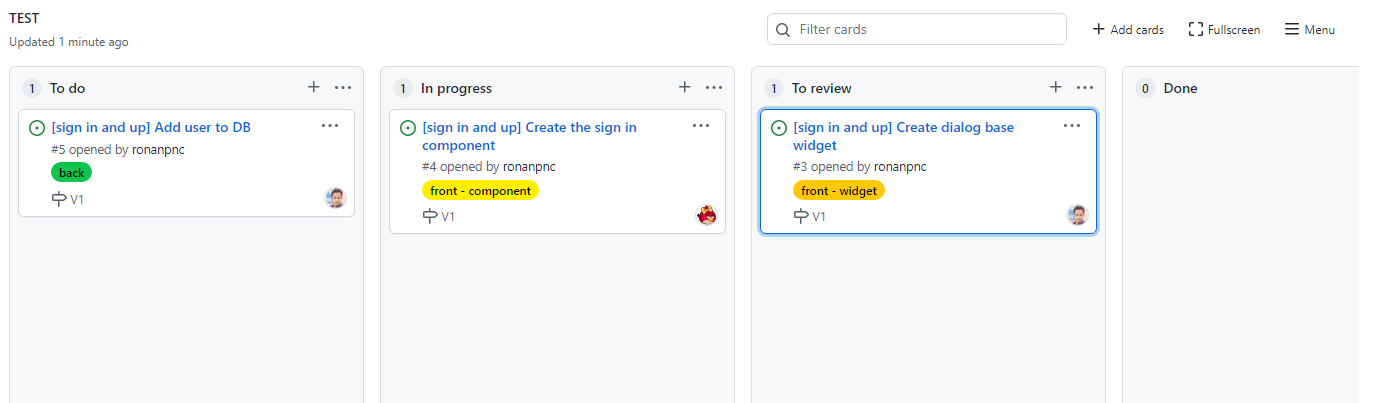 TEST
Updated 1 minute ago
Filter cards
Add cards
Fullscreen
Menu
1 To do
[sign in and up] Add user to DB
#5 opened by ronanpnc
back
V1
1 In progress
[sign in and up] Create the sign in
component
#4 opened by ronanpnc
front - component
V1
1 To review
[sign in and up] Create dialog base
widget
#3 opened by ronanpnc
front - widget
V1
0 Done